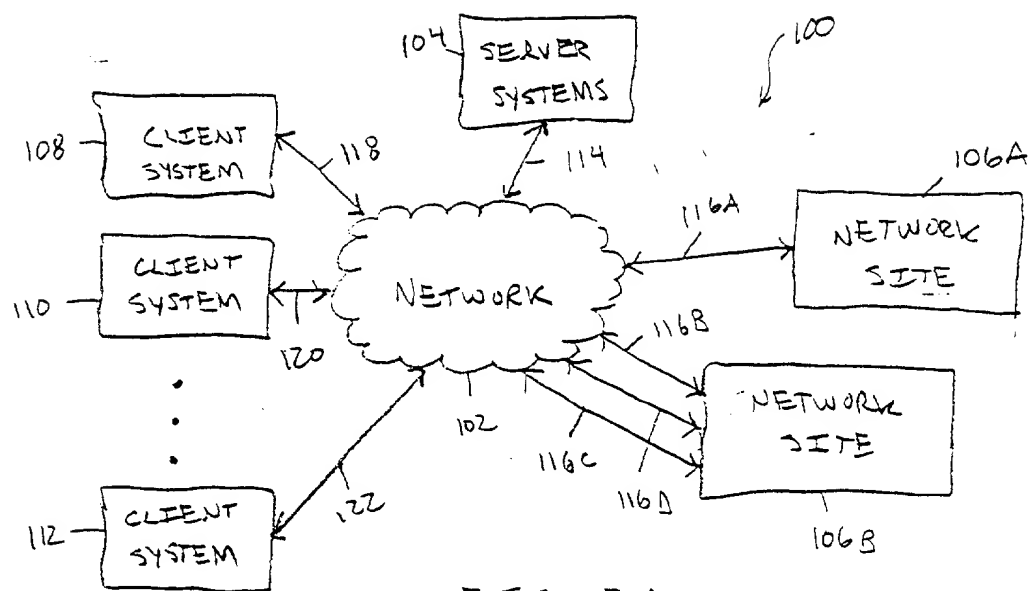 100
104
SERVER
SYSTEMS
108
CLIENT
SYSTEM
118
114
106A
116A
NETWORK
SITE
110
CLIENT
SYSTEM
120
NETWORK
102
116B
NETWORK
SITE
116C
116D
106B
112
CLIENT
SYSTEM
122